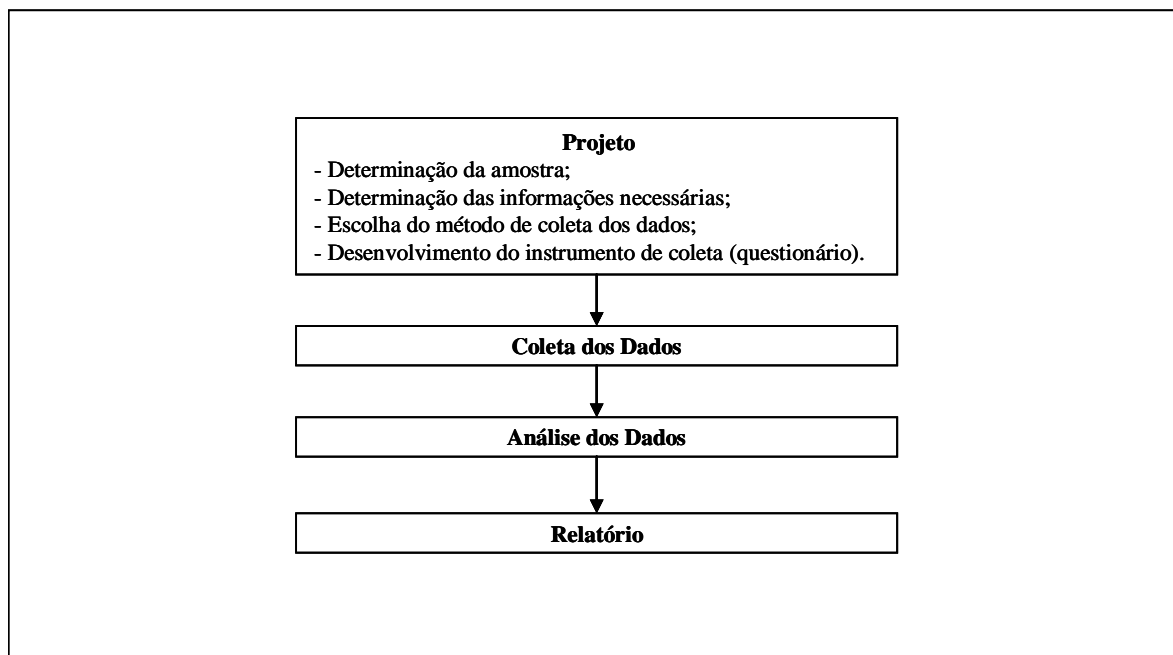 Projeto
- Determinação da amostra;
- Determinação das informações necessárias;
- Escolha do método de coleta dos dados;
- Desenvolvimento do instrumento de coleta (questionário).
Coleta dos Dados
Análise dos Dados
Relatório